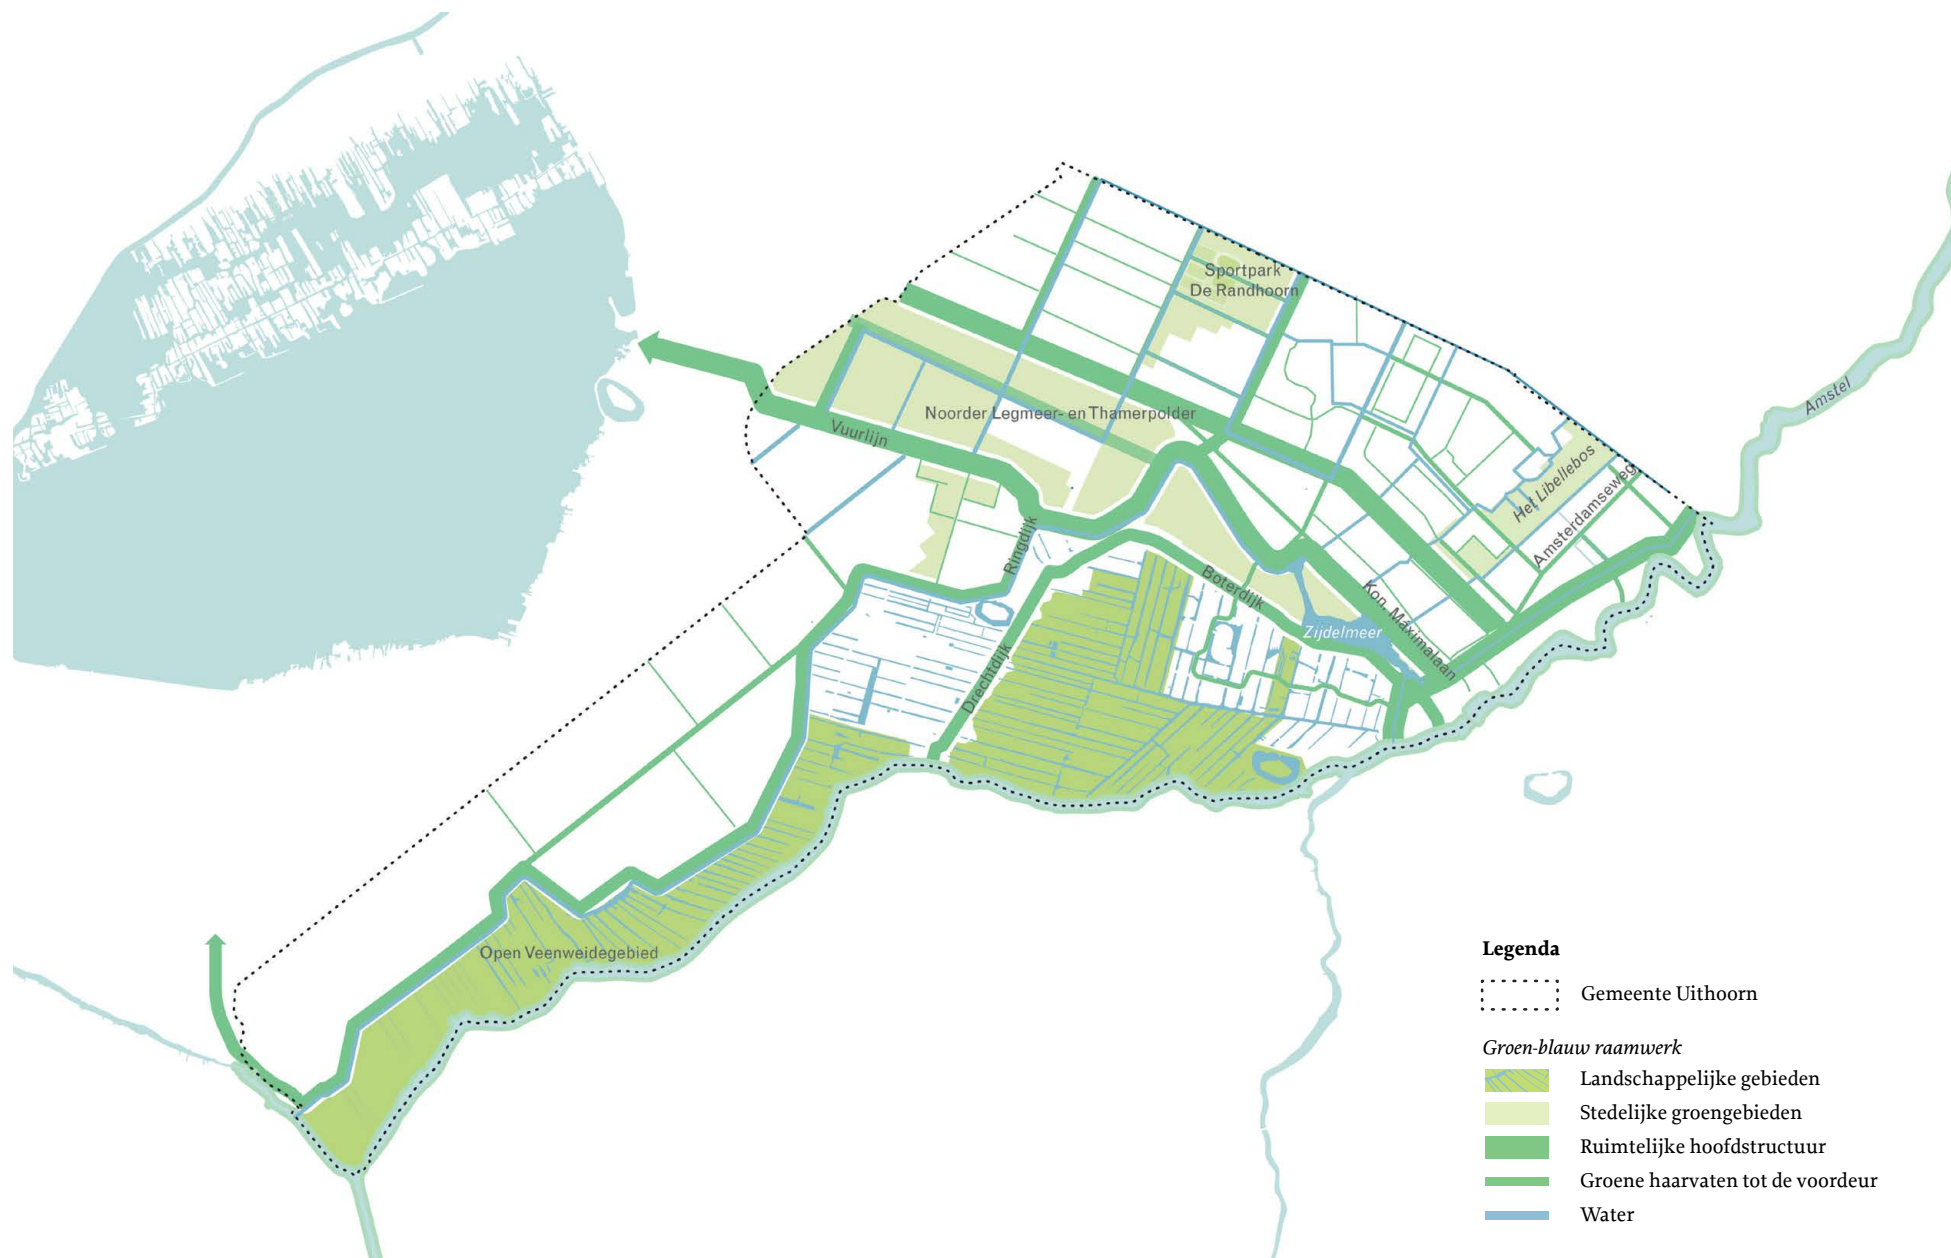 Sportpark
De Randhoorn
Amstel
Noorder Legmeer- en Thamerpolder
Vuurlijn
Het Libellebos
Amsterdamseweg
Ringdijk
Boterdijk
Kon. Máximalaan
Zijdelmeer
Drechtdijk
Open Veenweidegebied
Legenda
Gemeente Uithoorn
Groen-blauw raamwerk
Landschappelijke gebieden
Stedelijke groengebieden
Ruimtelijke hoofdstructuur
Groene haarvaten tot de voordeur
Water